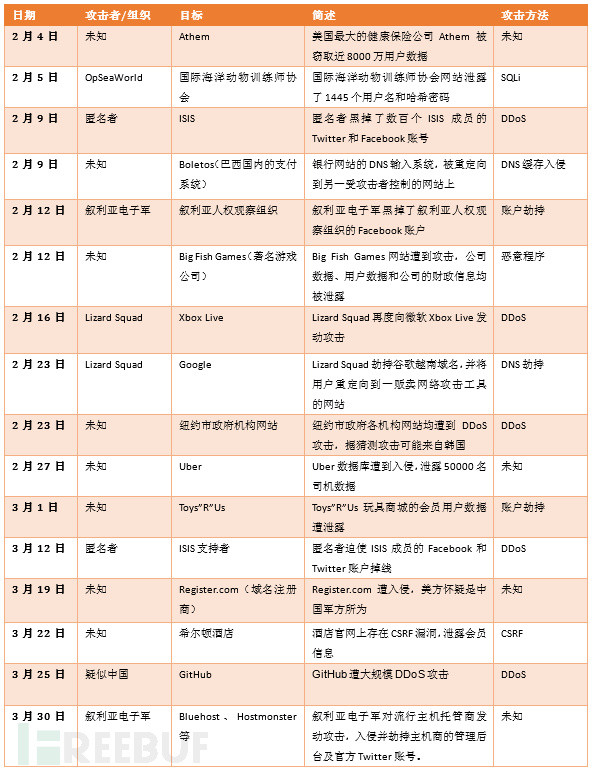 日期 攻击者/组织 目标 简述 攻击方法
2 月 4 日 未知 Athem 美国最大的健康保险公司 Athem 被
窃取近 8000 万用户数据 未知
2 月 5 日 OpSeaWorld 国际海洋动物训练师协
会 国际海洋动物训练师协会网站泄露
了 1445 个用户名和哈希密码 SQLi
2 月 9 日 匿名者 ISIS 匿名者黑掉了数百个 ISIS 成员的
Twitter 和 Facebook 账号 DDoS
2 月 9 日 未知 Boletos（巴西国内的支付
系统） 银行网站的 DNS 输入系统，被重定向
到另一受攻击者控制的网站上 DNS 缓存入侵
2 月 12 日 叙利亚电子军 叙利亚人权观察组织 叙利亚电子军黑掉了叙利亚人权观
察组织的 Facebook 账户 账户劫持
2 月 12 日 未知 Big Fish Games（著名游戏
公司） Big Fish Games 网站遭到攻击，公司
数据、用户数据和公司的财政信息均
被泄露 恶意程序
2 月 16 日 Lizard Squad Xbox Live Lizard Squad 再度向微软 Xbox Live 发
动攻击 DDoS
2 月 23 日 Lizard Squad Google Lizard Squad 劫持谷歌越南域名，并将
用户重定向到一贩卖网络攻击工具
的网站 DNS 劫持
2 月 23 日 未知 纽约市政府机构网站 纽约市政府各机构网站均遭到 DDoS
攻击，据猜测攻击可能来自韩国 DDoS
2 月 27 日 未知 Uber Uber 数据库遭到入侵，泄露 50000 名
司机数据 未知
3 月 1 日 未知 Toys"R"Us Toys"R"Us 玩具商城的会员用户数据
遭泄露 账户劫持
3 月 12 日 匿名者 ISIS 支持者 匿名者迫使 ISIS 成员的 Facebook 和
Twitter 账户掉线 DDoS
3 月 19 日 未知 Register.com（域名注册
商） Register.com 遭入侵，美方怀疑是中
国军方所为 未知
3 月 22 日 未知 希尔顿酒店 酒店官网上存在 CSRF 漏洞，泄露会员
信息 CSRF
3 月 25 日 疑似中国 GitHub GitHub 遭大规模 DDoS 攻击 DDoS
3 月 30 日 叙利亚电子军 Bluehost 、 Hostmonster
等 叙利亚电子军对流行主机托管商发
动攻击，入侵并劫持主机商的管理后
台及官方 Twitter 账号。 未知
FREEBUF